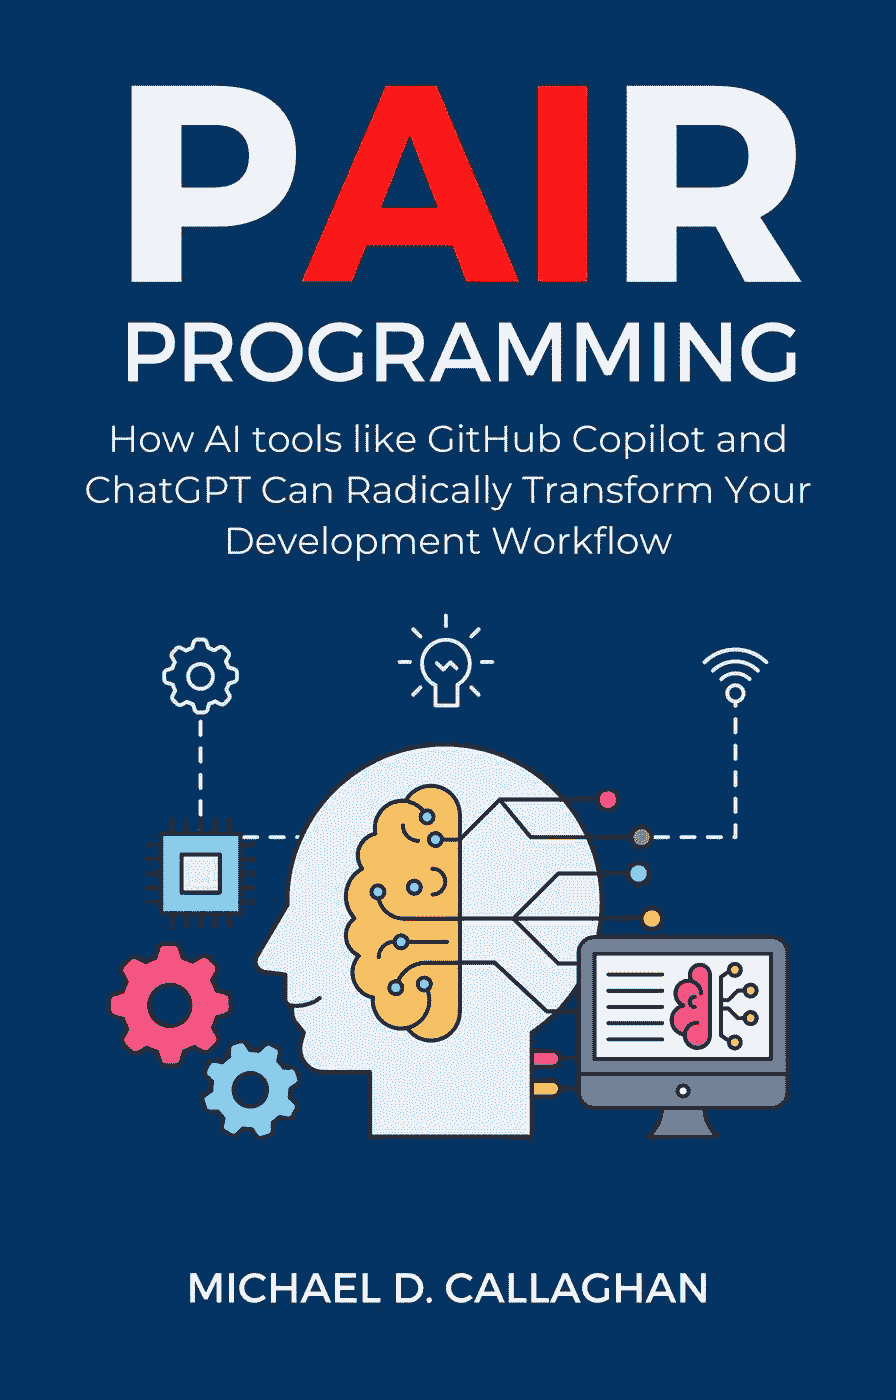 PAIR
PROGRAMMING
How AI tools like GitHub Copilot and
ChatGPT Can Radically Transform Your
Development Workflow
MICHAEL D. CALLAGHAN